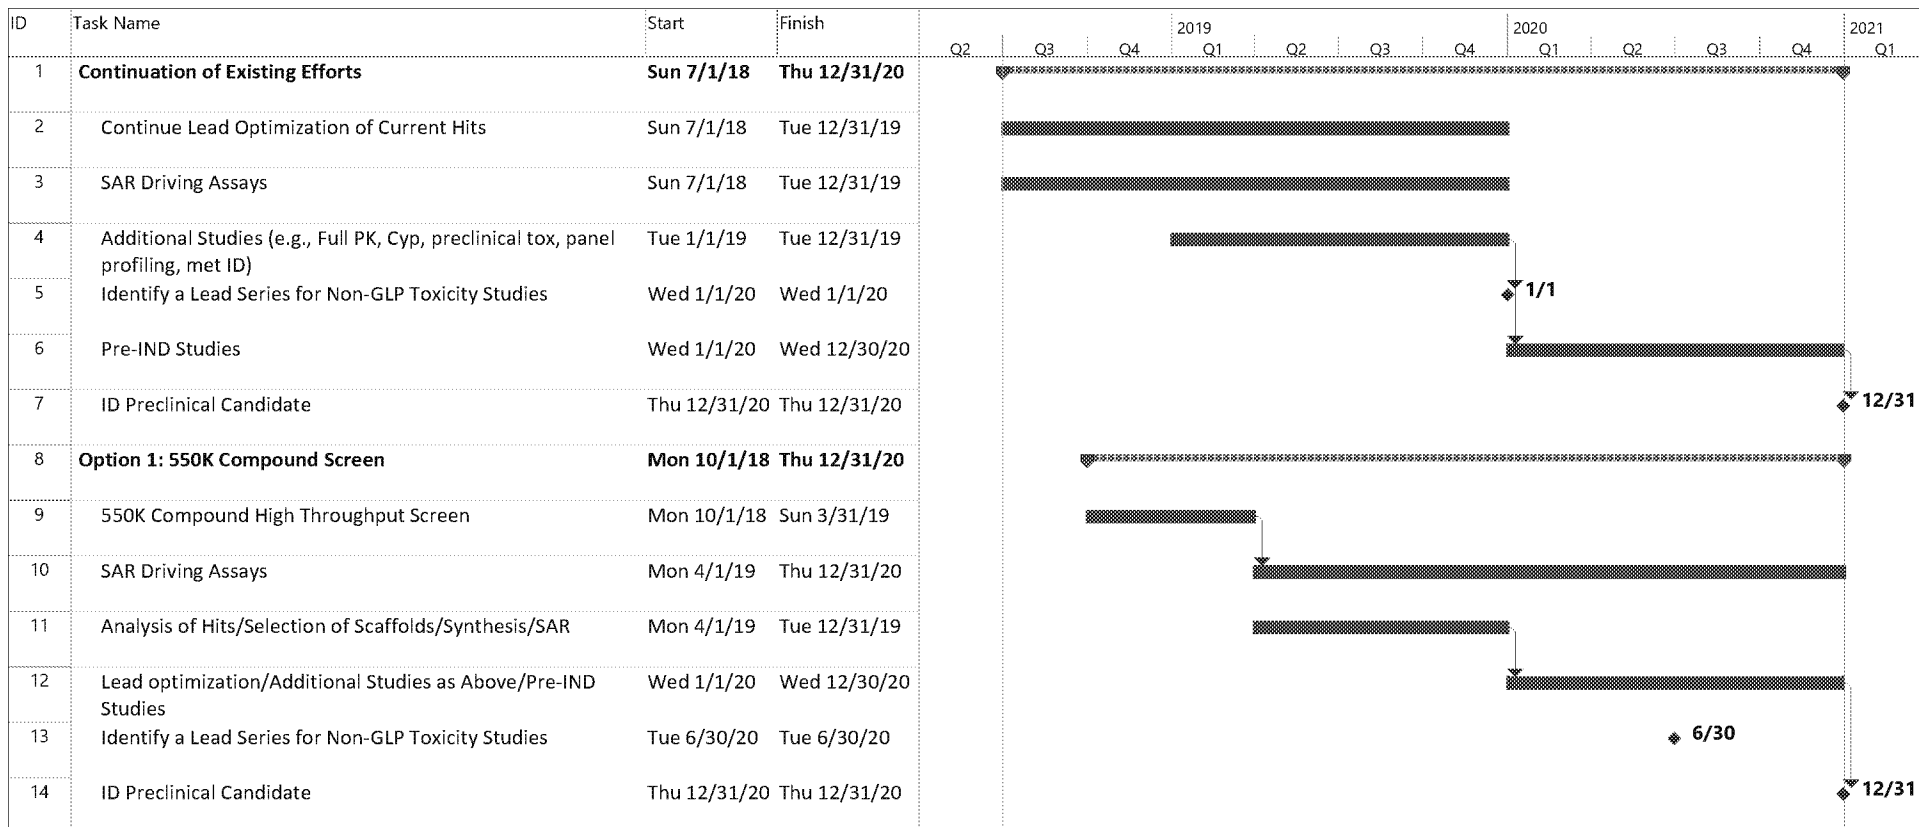 ID Task Name Start Finish 2019 2020 2021
Q2 Q3 Q4 Q1 Q2 Q3 Q4 Q1 Q2 Q3 Q4 Q1
1 Continuation of Existing Efforts Sun 7/1/18 Thu 12/31/20
2 Continue Lead Optimization of Current Hits Sun 7/1/18 Tue 12/31/19
3 SAR Driving Assays Sun 7/1/18 Tue 12/31/19
4 Additional Studies (e.g., Full PK, Cyp, preclinical tox, panel Tue 1/1/19 Tue 12/31/19
profiling, met ID)
5 Identify a Lead Series for Non-GLP Toxicity Studies Wed 1/1/20 Wed 1/1/20 1/1
6 Pre-IND Studies Wed 1/1/20 Wed 12/30/20
7 ID Preclinical Candidate Thu 12/31/20 Thu 12/31/20 12/31
8 Option 1: 550K Compound Screen Mon 10/1/18 Thu 12/31/20
9 550K Compound High Throughput Screen Mon 10/1/18 Sun 3/31/19
10 SAR Driving Assays Mon 4/1/19 Thu 12/31/20
11 Analysis of Hits/Selection of Scaffolds/Synthesis/SAR Mon 4/1/19 Tue 12/31/19
12 Lead optimization/Additional Studies as Above/Pre-IND Wed 1/1/20 Wed 12/30/20
Studies
13 Identify a Lead Series for Non-GLP Toxicity Studies Tue 6/30/20 Tue 6/30/20 6/30
14 ID Preclinical Candidate Thu 12/31/20 Thu 12/31/20 12/31